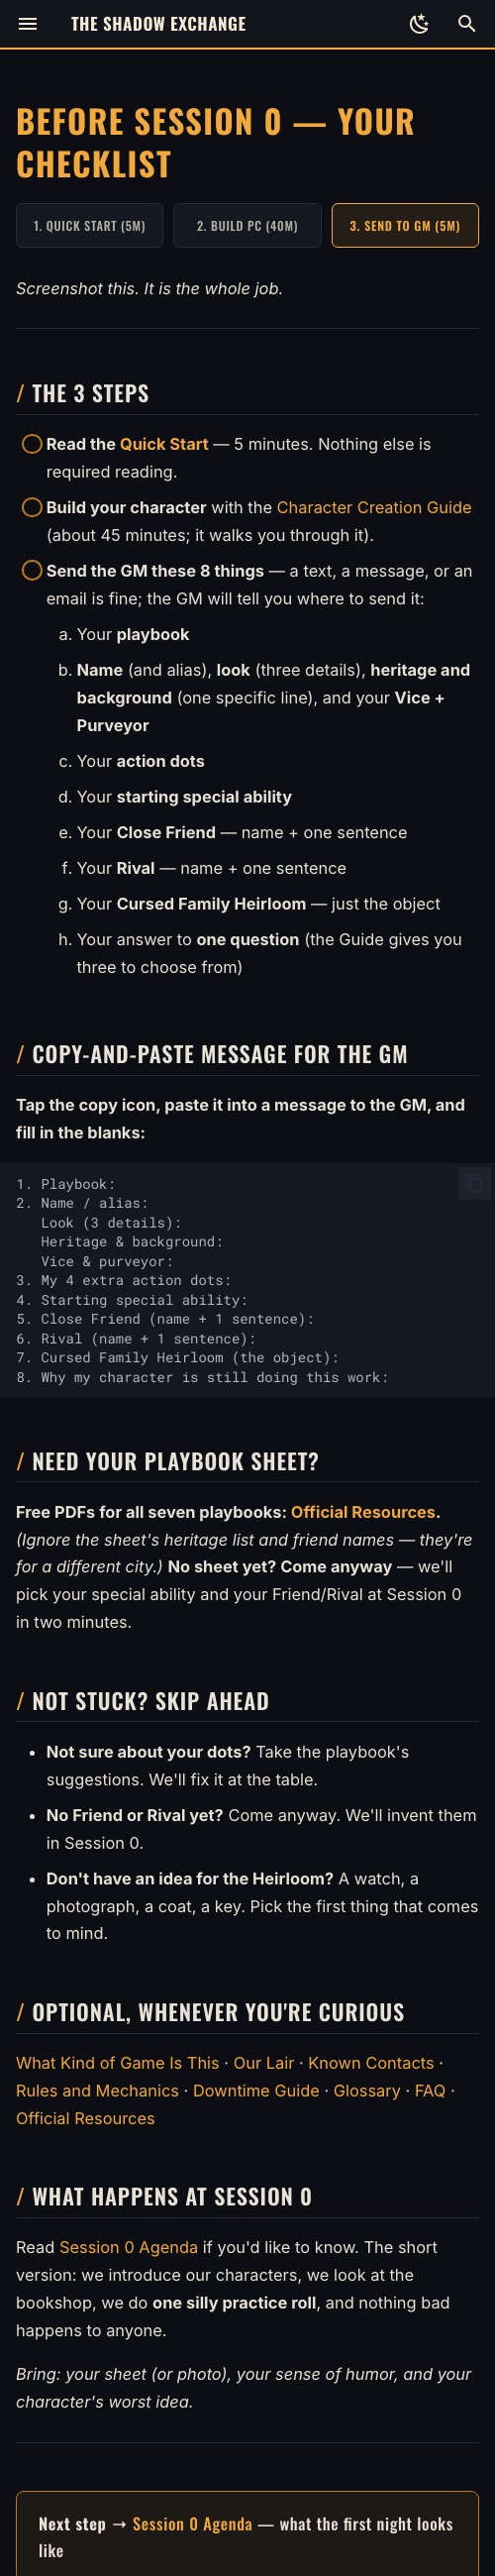 THE SHADOW EXCHANGE
BEFORE SESSION 0 — YOUR
CHECKLIST
1. QUICK START (5M)
2. BUILD PC (40M)
3. SEND TO GM (5M)
Screenshot this. It is the whole job.
/ THE 3 STEPS
Read the Quick Start — 5 minutes. Nothing else is
required reading.
Build your character with the Character Creation Guide
(about 45 minutes; it walks you through it).
Send the GM these 8 things — a text, a message, or an
email is fine; the GM will tell you where to send it:
a. Your playbook
b. Name (and alias), look (three details), heritage and
background (one specific line), and your Vice +
Purveyor
c. Your action dots
d. Your starting special ability
e. Your Close Friend — name + one sentence
f. Your Rival — name + one sentence
g. Your Cursed Family Heirloom — just the object
h. Your answer to one question (the Guide gives you
three to choose from)
/ COPY-AND-PASTE MESSAGE FOR THE GM
Tap the copy icon, paste it into a message to the GM, and
fill in the blanks:
1. Playbook:
2. Name / alias:
Look (3 details):
Heritage & background:
Vice & purveyor:
3. My 4 extra action dots:
4. Starting special ability:
5. Close Friend (name + 1 sentence):
6. Rival (name + 1 sentence):
7. Cursed Family Heirloom (the object):
8. Why my character is still doing this work:
/ NEED YOUR PLAYBOOK SHEET?
Free PDFs for all seven playbooks: Official Resources.
(Ignore the sheet's heritage list and friend names — they're
for a different city.) No sheet yet? Come anyway — we'll
pick your special ability and your Friend/Rival at Session 0
in two minutes.
/ NOT STUCK? SKIP AHEAD
• Not sure about your dots? Take the playbook's
suggestions. We'll fix it at the table.
• No Friend or Rival yet? Come anyway. We'll invent them
in Session 0.
• Don't have an idea for the Heirloom? A watch, a
photograph, a coat, a key. Pick the first thing that comes
to mind.
/ OPTIONAL, WHENEVER YOU'RE CURIOUS
What Kind of Game Is This · Our Lair · Known Contacts ·
Rules and Mechanics · Downtime Guide · Glossary · FAQ ·
Official Resources
/ WHAT HAPPENS AT SESSION 0
Read Session 0 Agenda if you'd like to know. The short
version: we introduce our characters, we look at the
bookshop, we do one silly practice roll, and nothing bad
happens to anyone.
Bring: your sheet (or photo), your sense of humor, and your
character's worst idea.
Next step → Session 0 Agenda — what the first night looks
like